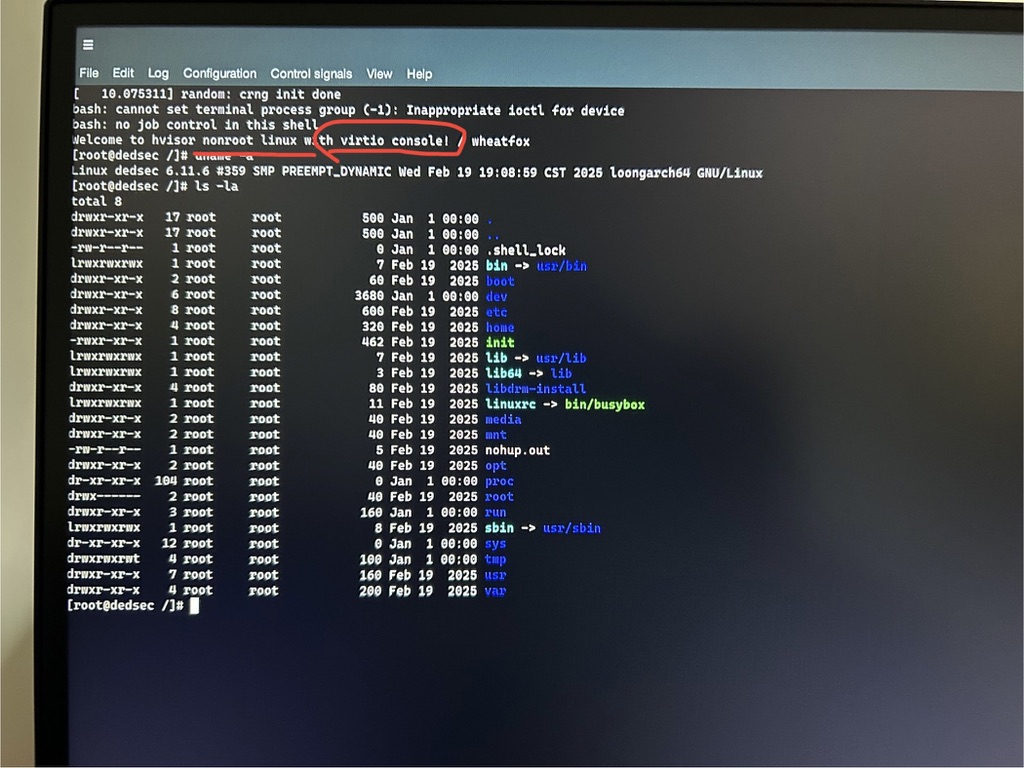 ☰
File Edit Log Configuration Control signals View Help
[   10.075311] random: crng init done
bash: cannot set terminal process group (-1): Inappropriate ioctl for device
bash: no job control in this shell
Welcome to hvisor nonroot linux with virtio console! / wheatfox
[root@dedsec /]# uname -a
Linux dedsec 6.11.6 #359 SMP PREEMPT_DYNAMIC Wed Feb 19 19:08:59 CST 2025 loongarch64 GNU/Linux
[root@dedsec /]# ls -la
total 8
drwxr-xr-x  17 root     root           500 Jan  1 00:00 .
drwxr-xr-x  17 root     root           500 Jan  1 00:00 ..
-rw-r--r--   1 root     root             0 Jan  1 00:00 .shell_lock
lrwxrwxrwx   1 root     root             7 Feb 19  2025 bin -> usr/bin
drwxr-xr-x   2 root     root            60 Feb 19  2025 boot
drwxr-xr-x   6 root     root          3680 Jan  1 00:00 dev
drwxr-xr-x   8 root     root           600 Feb 19  2025 etc
drwxr-xr-x   4 root     root           320 Feb 19  2025 home
-rwxr-xr-x   1 root     root           462 Feb 19  2025 init
lrwxrwxrwx   1 root     root             7 Feb 19  2025 lib -> usr/lib
lrwxrwxrwx   1 root     root             3 Feb 19  2025 lib64 -> lib
drwxr-xr-x   4 root     root            80 Feb 19  2025 libdrm-install
lrwxrwxrwx   1 root     root            11 Feb 19  2025 linuxrc -> bin/busybox
drwxr-xr-x   2 root     root            40 Feb 19  2025 media
drwxr-xr-x   2 root     root            40 Feb 19  2025 mnt
-rw-r--r--   1 root     root             5 Feb 19  2025 nohup.out
drwxr-xr-x   2 root     root            40 Feb 19  2025 opt
dr-xr-xr-x 104 root     root             0 Jan  1 00:00 proc
drwx------   2 root     root            40 Feb 19  2025 root
drwxr-xr-x   3 root     root           160 Jan  1 00:00 run
lrwxrwxrwx   1 root     root             8 Feb 19  2025 sbin -> usr/sbin
dr-xr-xr-x  12 root     root             0 Jan  1 00:00 sys
drwxrwxrwt   4 root     root           100 Jan  1 00:00 tmp
drwxr-xr-x   7 root     root           160 Feb 19  2025 usr
drwxr-xr-x   4 root     root           200 Feb 19  2025 var
[root@dedsec /]#